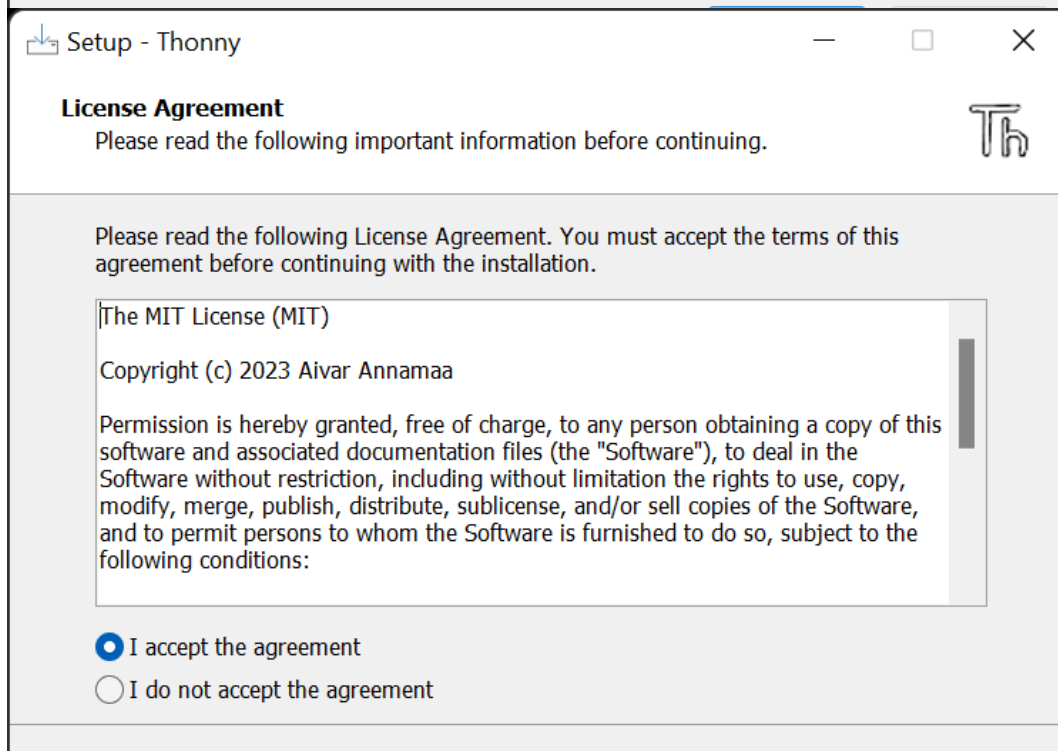 Setup - Thonny
License Agreement
Please read the following important information before continuing.
Th
Please read the following License Agreement. You must accept the terms of this
agreement before continuing with the installation.
The MIT License (MIT)
Copyright (c) 2023 Aivar Annamaa
Permission is hereby granted, free of charge, to any person obtaining a copy of this
software and associated documentation files (the "Software"), to deal in the
Software without restriction, including without limitation the rights to use, copy,
modify, merge, publish, distribute, sublicense, and/or sell copies of the Software,
and to permit persons to whom the Software is furnished to do so, subject to the
following conditions:
I accept the agreement
I do not accept the agreement